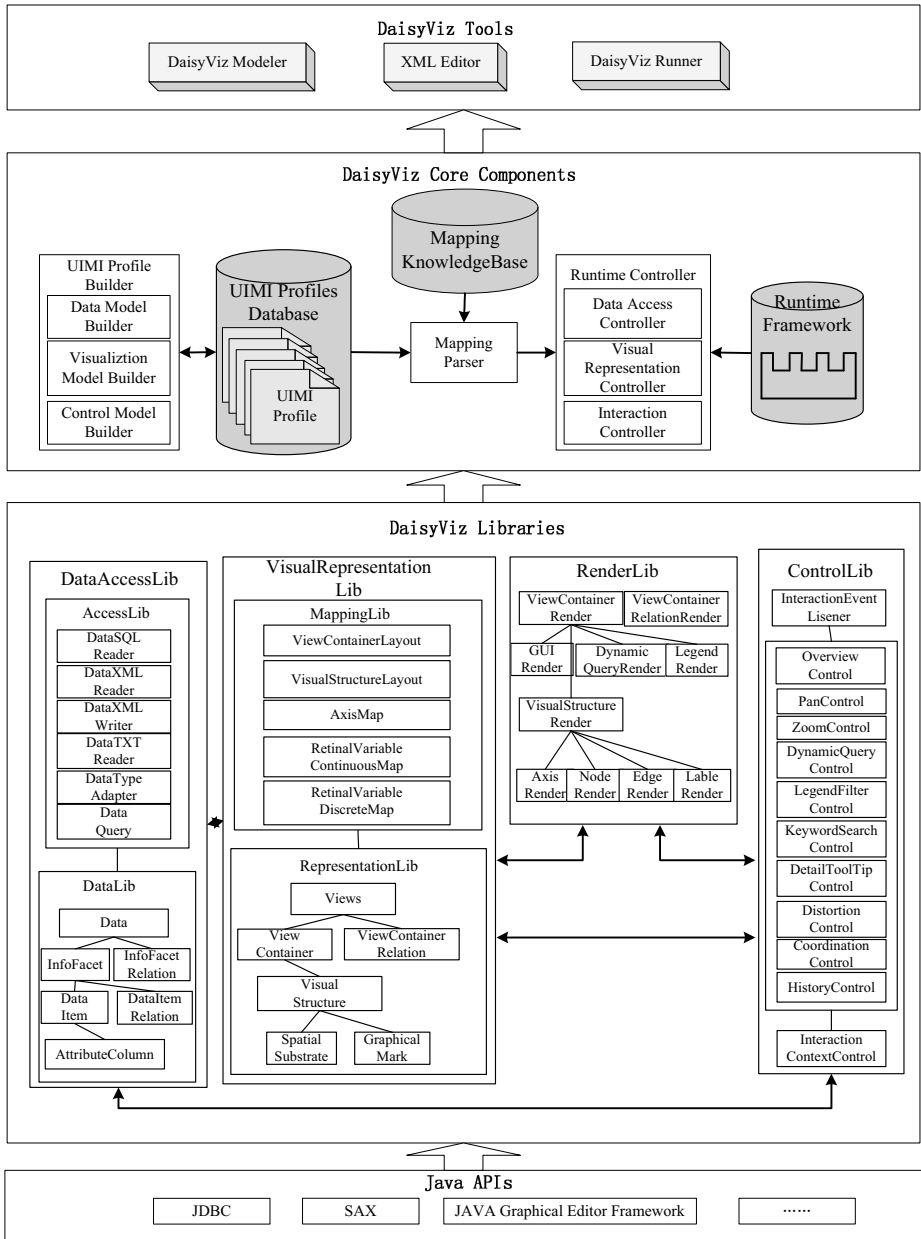 DaisyViz Tools
DaisyViz Modeler
XML Editor
DaisyViz Runner
DaisyViz Core Components
UIMI Profile
Builder
Data Model
Builder
Visualiztion
Model Builder
Control Model
Builder
UIMI Profiles
Database
UIMI
Profile
Mapping
KnowledgeBase
Mapping
Parser
Runtime Controller
Data Access
Controller
Visual
Representation
Controller
Interaction
Controller
Runtime
Framework
DaisyViz Libraries
DataAccessLib
AccessLib
DataSQL
Reader
DataXML
Reader
DataXML
Writer
DataTXT
Reader
DataType
Adapter
Data
Query
DataLib
Data
InfoFacet
InfoFacet
Relation
Data
Item
DataItem
Relation
AttributeColumn
VisualRepresentation
Lib
MappingLib
ViewContainerLayout
VisualStructureLayout
AxisMap
RetinalVariable
ContinuousMap
RetinalVariable
DiscreteMap
RepresentationLib
Views
View
Container
ViewContainer
Relation
Visual
Structure
Spatial
Substrate
Graphical
Mark
RenderLib
ViewContainer
Render
ViewContainer
RelationRender
GUI
Render
Dynamic
QueryRender
Legend
Render
VisualStructure
Render
Axis
Render
Node
Render
Edge
Render
Lable
Render
ControlLib
InteractionEvent
Lisener
Overview
Control
PanControl
ZoomControl
DynamicQuery
Control
LegendFilter
Control
KeywordSearch
Control
DetailToolTip
Control
Distortion
Control
Coordination
Control
HistoryControl
Interaction
ContextControl
Java APIs
JDBC
SAX
JAVA Graphical Editor Framework
……